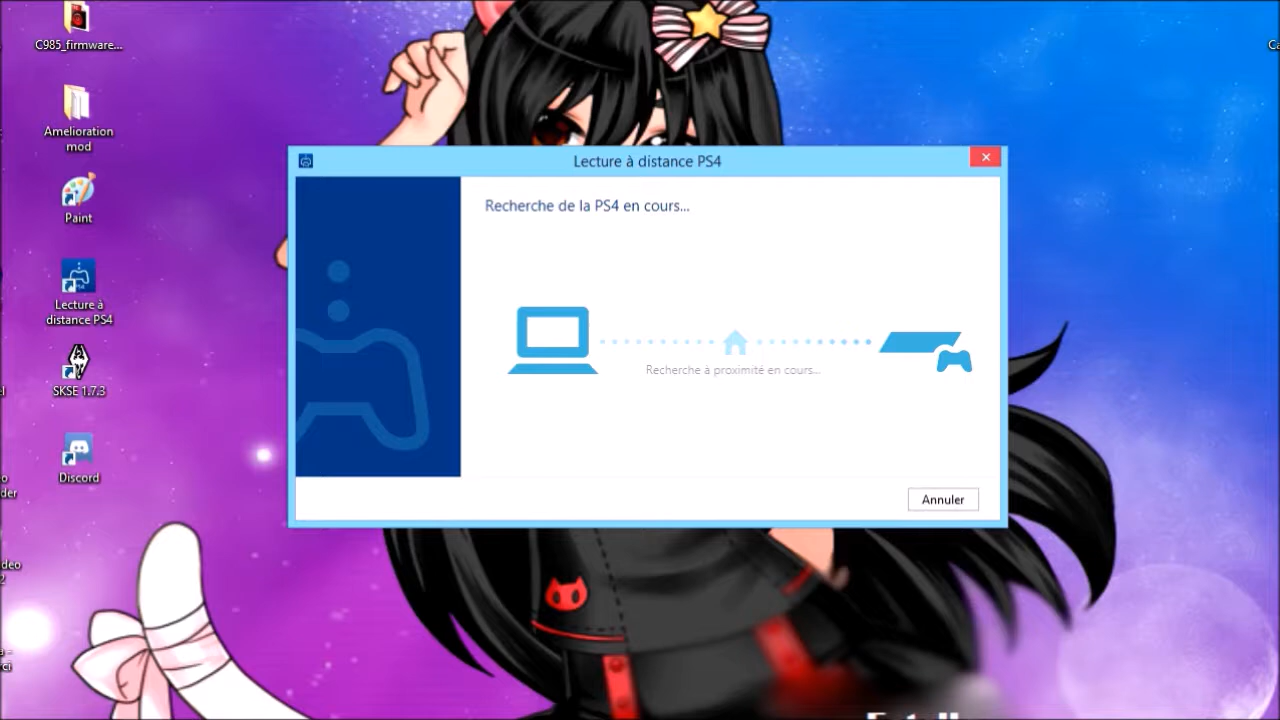 C985_firmware...
Amelioration
mod
Paint
Lecture à
distance PS4
SKSE 1.7.3
Discord
Lecture à distance PS4
Recherche de la PS4 en cours...
Recherche à proximité en cours...
Annuler